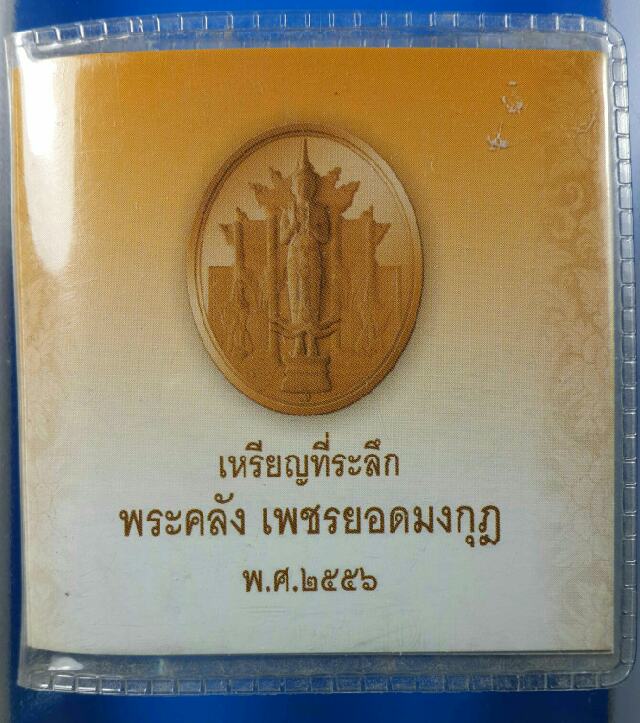 เหรียญที่ระลึก
พระคลัง เพชรยอดมงกุฎ
พ.ศ.๒๕๕๖